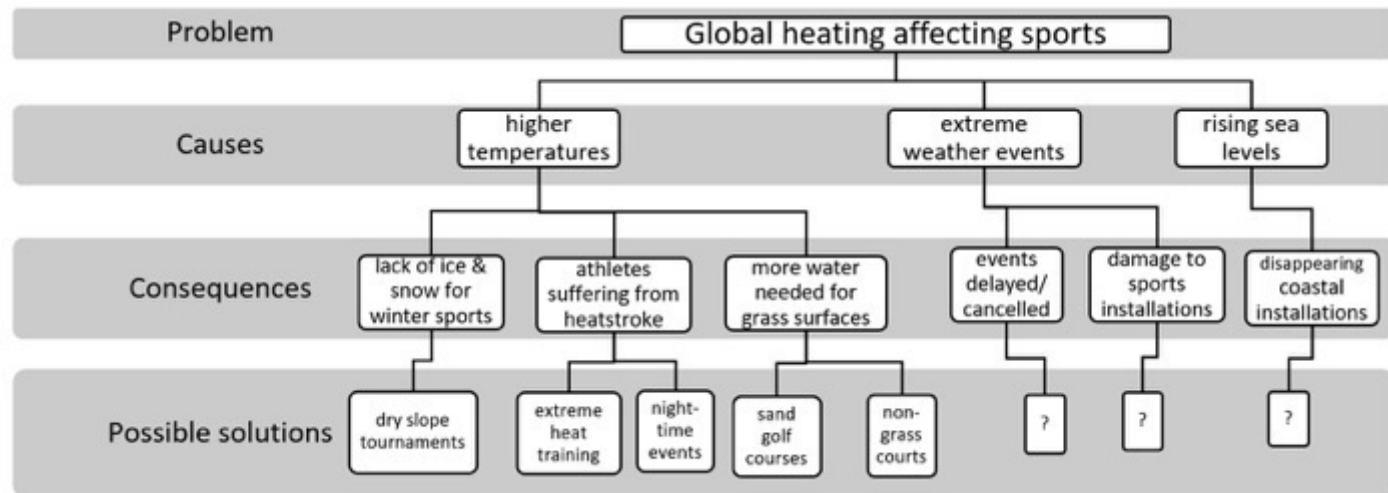 Problem
Global heating affecting sports
Causes
higher
temperatures
extreme
weather events
rising sea
levels
Consequences
lack of ice &
snow for
winter sports
athletes
suffering from
heatstroke
more water
needed for
grass surfaces
events
delayed/
cancelled
damage to
sports
installations
disappearing
coastal
installations
Possible solutions
dry slope
tournaments
extreme
heat
training
night-
time
events
sand
golf
courses
non-
grass
courts
?
?
?